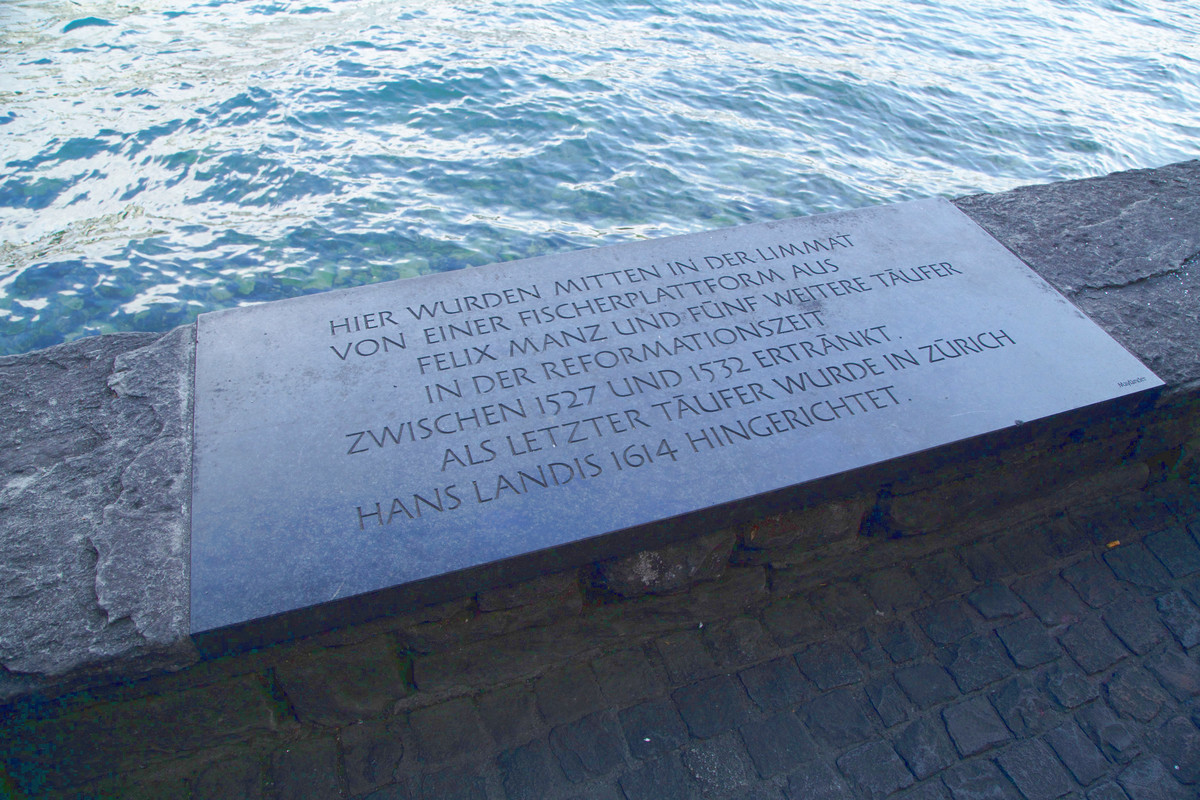 HIER WURDEN MITTEN IN DER LIMMAT
VON EINER FISCHERPLATTFORM AUS
FELIX MANZ UND FÜNF WEITERE TÄUFER
IN DER REFORMATIONSZEIT
ZWISCHEN 1527 UND 1532 ERTRÄNKT.
ALS LETZTER TÄUFER WURDE IN ZÜRICH
HANS LANDIS 1614 HINGERICHTET.